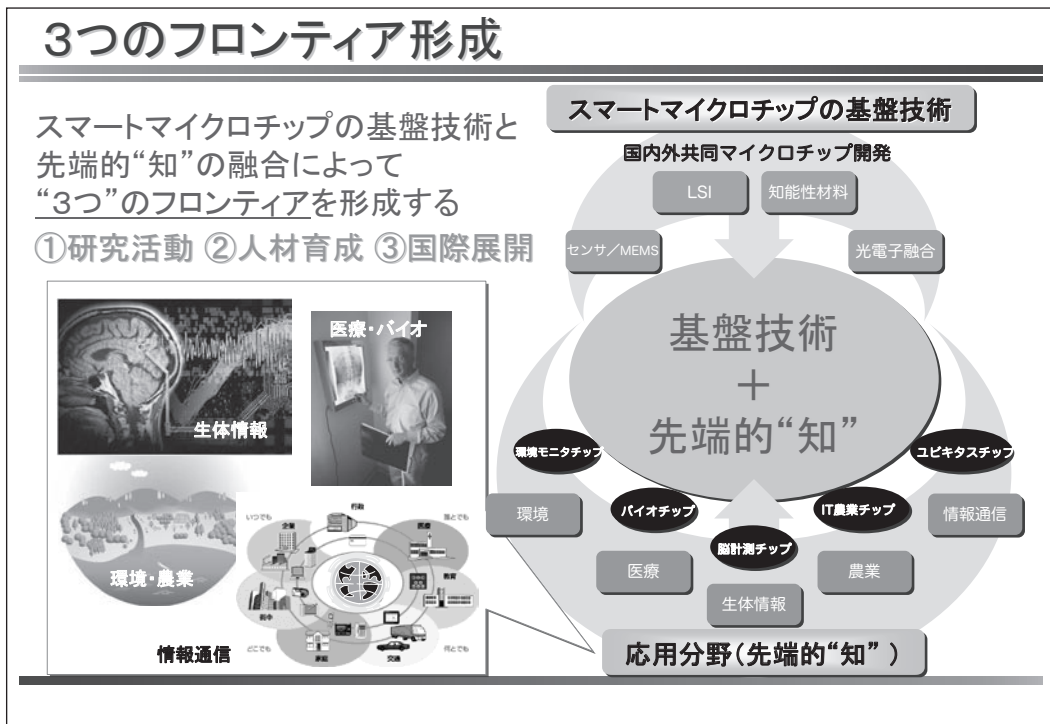 3つのフロンティア形成
スマートマイクロチップの基盤技術と
先端的“知”の融合によって
“3つ”のフロンティアを形成する
①研究活動 ②人材育成 ③国際展開
スマートマイクロチップの基盤技術
国内外共同マイクロチップ開発
LSI
知能性材料
センサ/MEMS
光電子融合
基盤技術
+
先端的“知”
環境モニタチップ
ユビキタスチップ
バイオチップ
IT農業チップ
脳計測チップ
環境
情報通信
医療
農業
生体情報
応用分野(先端的“知” )
医療・バイオ
生体情報
環境・農業
情報通信
いつでも
行政
誰とでも
企業
医療
教育
街中
どこでも
家庭
交通
何とでも